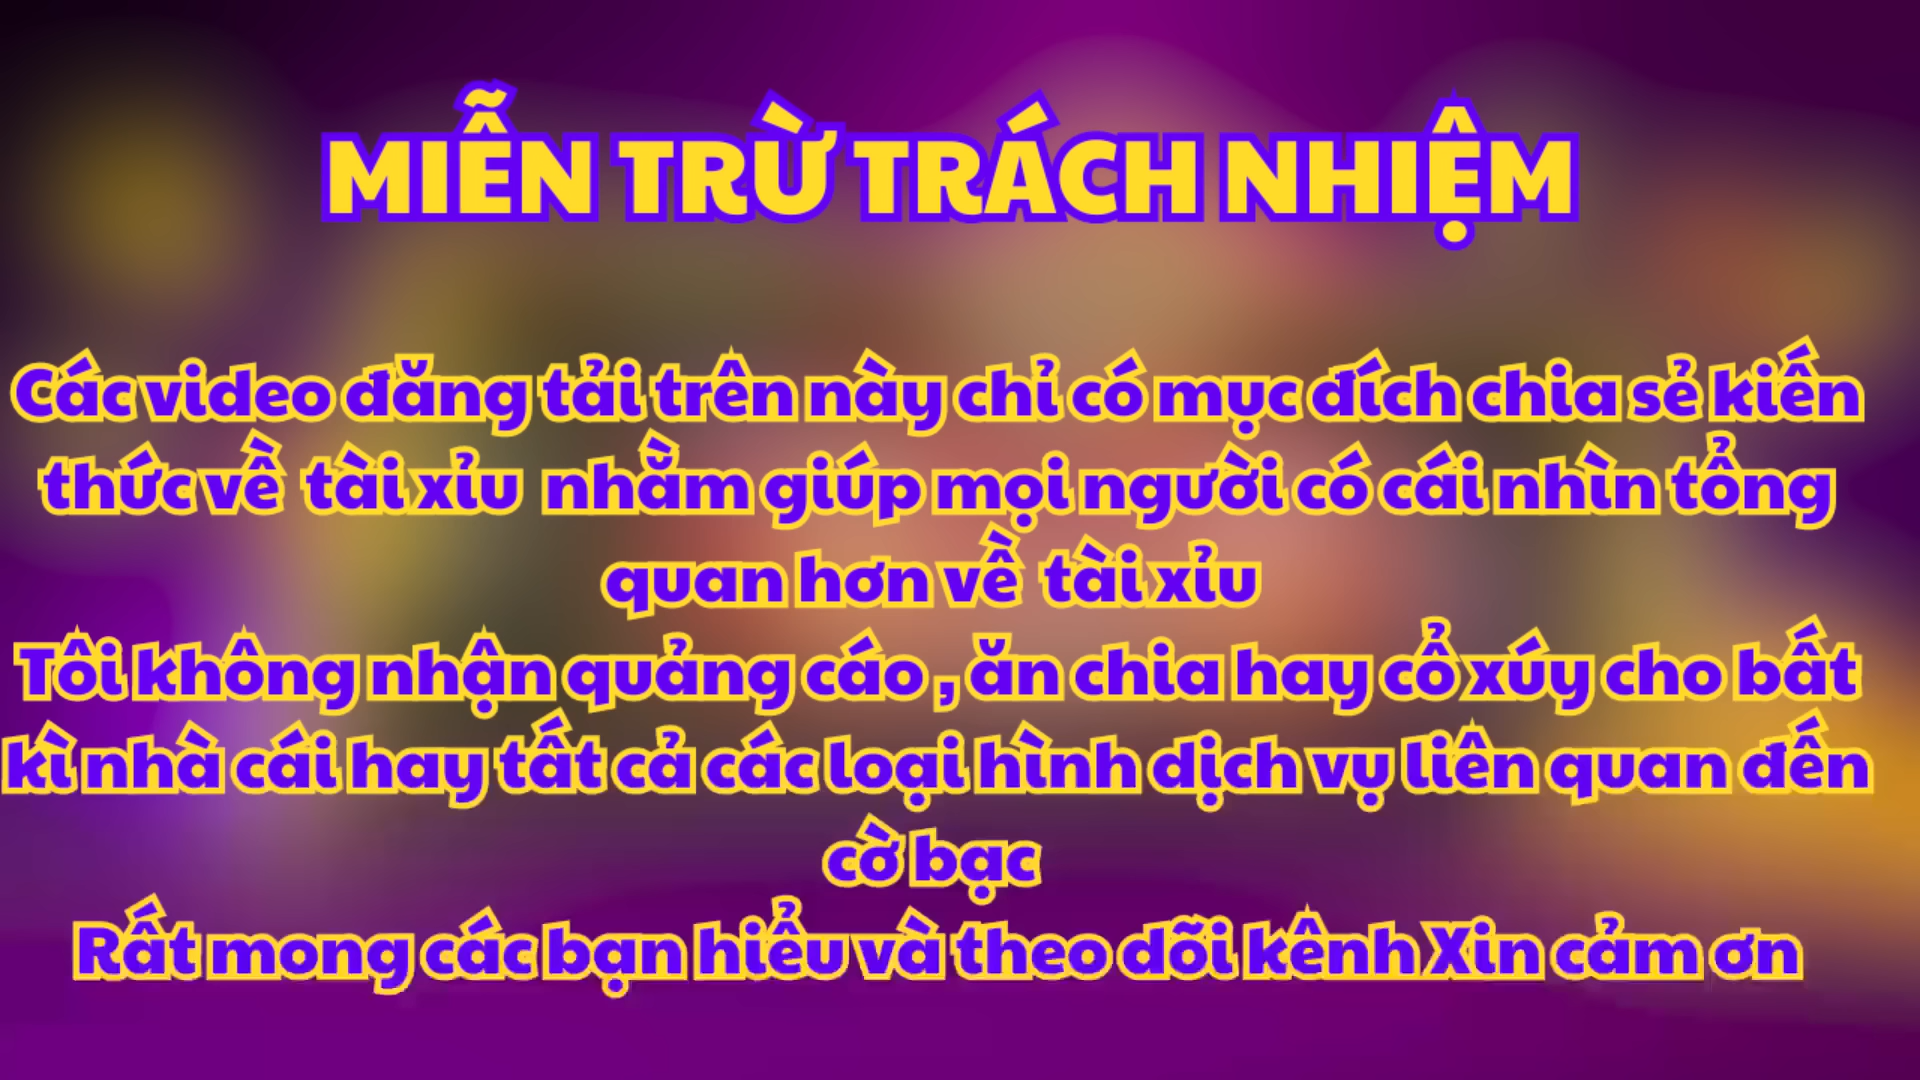 MIỄN TRỪ TRÁCH NHIỆM
Các video đăng tải trên này chỉ có mục đích chia sẻ kiến
thức về tài xỉu nhằm giúp mọi người có cái nhìn tổng
quan hơn về tài xỉu
Tôi không nhận quảng cáo , ăn chia hay cổ xúy cho bất
kì nhà cái hay tất cả các loại hình dịch vụ liên quan đến
cờ bạc
Rất mong các bạn hiểu và theo dõi kênh Xin cảm ơn